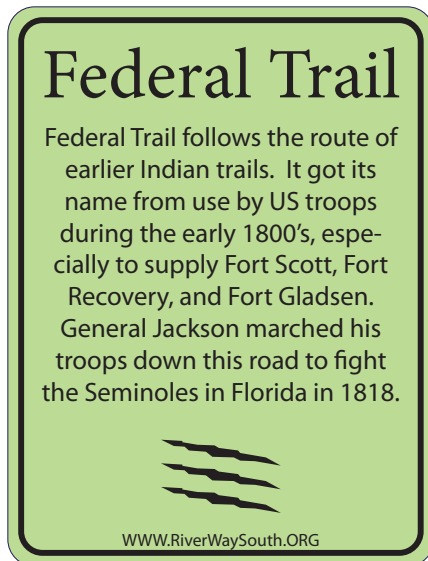 Federal Trail
Federal Trail follows the route of
earlier Indian trails.  It got its
name from use by US troops
during the early 1800's, espe-
cially to supply Fort Scott, Fort
Recovery, and Fort Gladsen.
General Jackson marched his
troops down this road to fight
the Seminoles in Florida in 1818.
WWW.RiverWaySouth.ORG